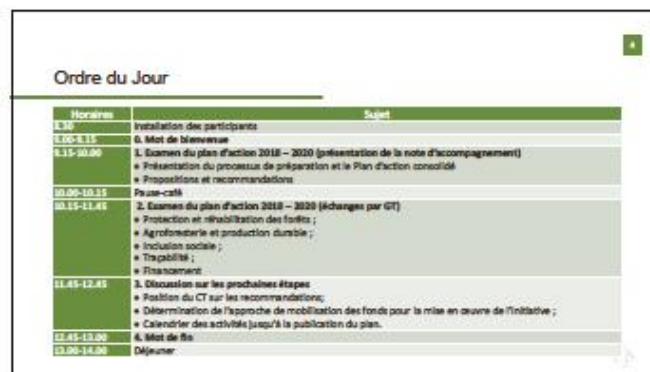 4
Ordre du Jour
Horaires Sujet
8.30 Installation des participants
9.00-9.15 0. Mot de bienvenue
9.15-10.00 1. Examen du plan d'action 2018 – 2020 (présentation de la note d'accompagnement)
• Présentation du processus de préparation et le Plan d'action consolidé
• Propositions et recommandations
10.00-10.15 Pause-café
10.15-11.45 2. Examen du plan d'action 2018 – 2020 (échanges par GT)
• Protection et réhabilitation des forêts ;
• Agroforesterie et production durable ;
• Inclusion sociale ;
• Traçabilité ;
• Financement
11.45-12.45 3. Discussion sur les prochaines étapes
• Position du CT sur les recommandations;
• Détermination de l'approche de mobilisation des fonds pour la mise en œuvre de l'initiative ;
• Calendrier des activités jusqu'à la publication du plan.
12.45-13.00 4. Mot de fin
13.00-14.00 Déjeuner